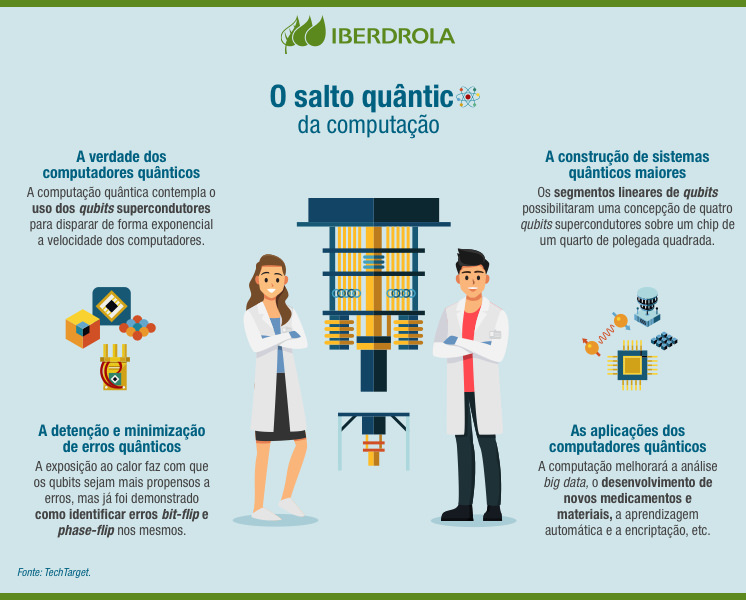 IBERDROLA
O salto quântic
da computação
A verdade dos
computadores quânticos
A computação quântica contempla o
uso dos qubits supercondutores
para disparar de forma exponencial
a velocidade dos computadores.
A construção de sistemas
quânticos maiores
Os segmentos lineares de qubits
possibilitaram uma concepção de quatro
qubits supercondutores sobre um chip de
um quarto de polegada quadrada.
A detenção e minimização
de erros quânticos
A exposição ao calor faz com que
os qubits sejam mais propensos a
erros, mas já foi demonstrado
como identificar erros bit-flip e
phase-flip nos mesmos.
As aplicações dos
computadores quânticos
A computação melhorará a análise
big data, o desenvolvimento de
novos medicamentos e
materiais, a aprendizagem
automática e a encriptação, etc.
Fonte: TechTarget.